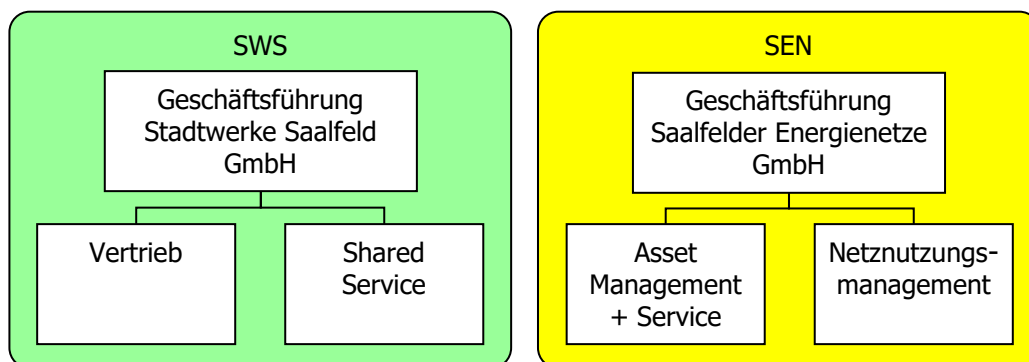 SWS
Geschäftsführung
Stadtwerke Saalfeld
GmbH
Vertrieb
Shared
Service
SEN
Geschäftsführung
Saalfelder Energienetze
GmbH
Asset
Management
+ Service
Netznutzungs-
management